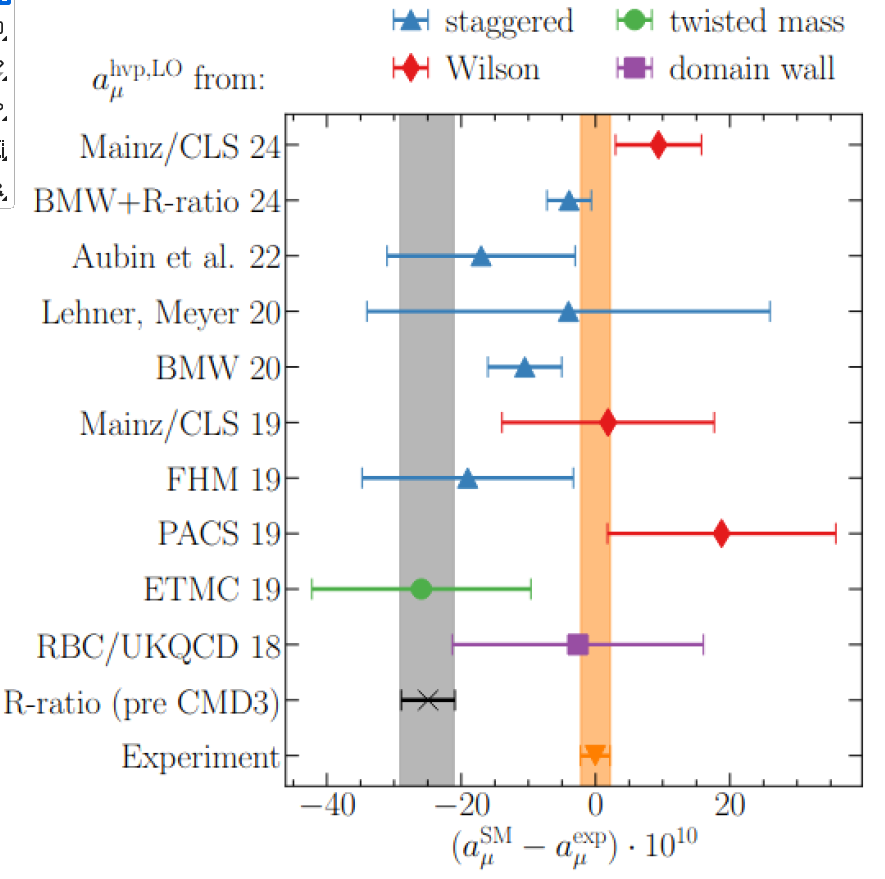 staggered
twisted mass
Wilson
domain wall
a_μ^{hvp,LO} from:
Mainz/CLS 24
BMW+R-ratio 24
Aubin et al. 22
Lehner, Meyer 20
BMW 20
Mainz/CLS 19
FHM 19
PACS 19
ETMC 19
RBC/UKQCD 18
R-ratio (pre CMD3)
Experiment
−40 −20 0 20
(a_μ^{SM} − a_μ^{exp}) · 10^{10}